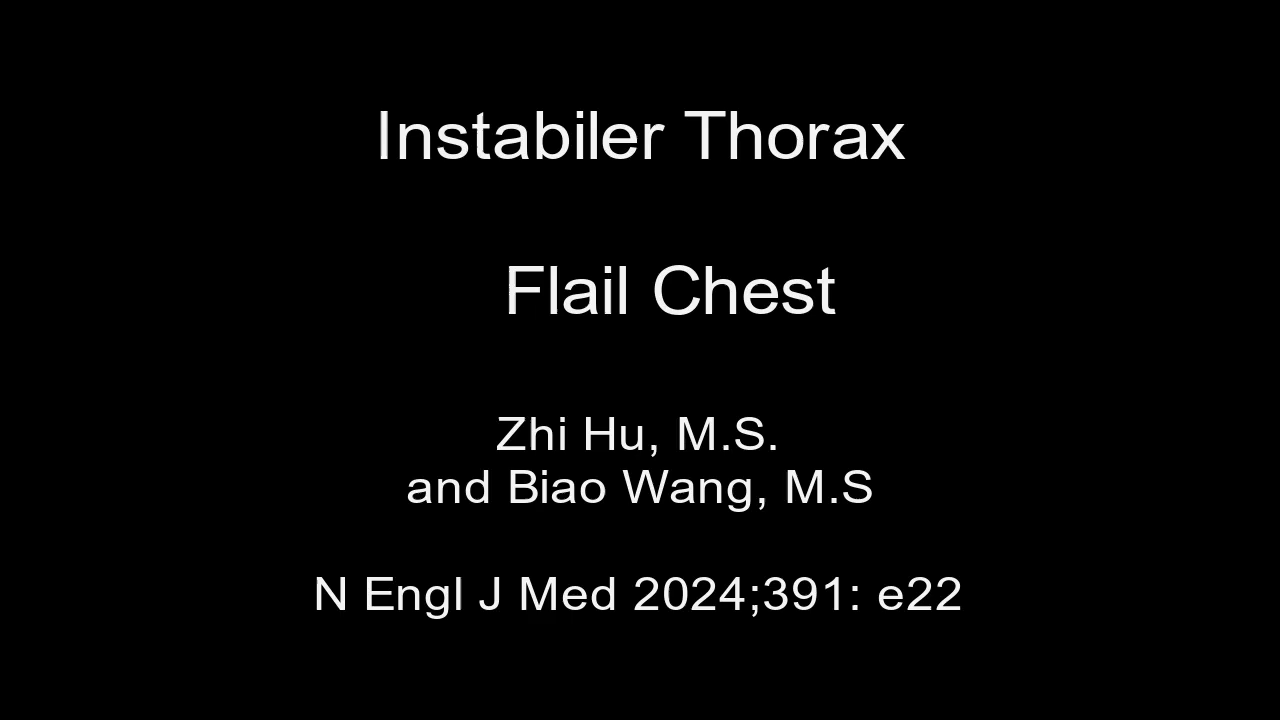 Instabiler Thorax
Flail Chest
Zhi Hu, M.S.
and Biao Wang, M.S
N Engl J Med 2024;391: e22